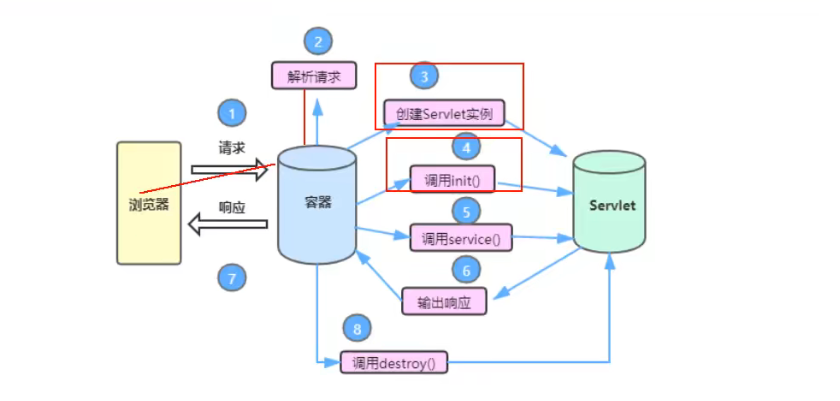 2
解析请求
3
创建Servlet实例
1
请求
4
调用init()
浏览器
响应
容器
Servlet
5
调用service()
6
7
输出响应
8
调用destroy()